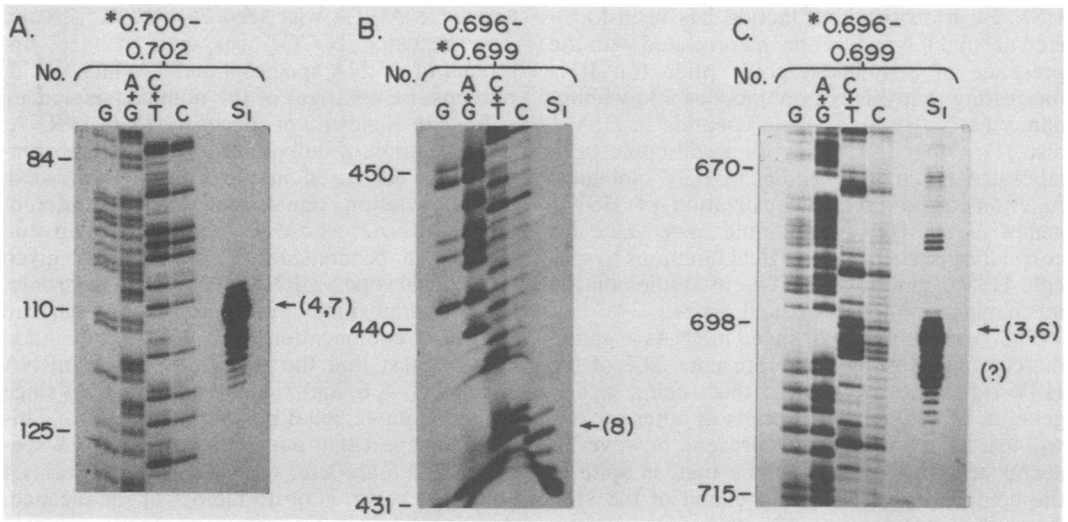 A. *0.700-
0.702
No. G A+G C+T C S1
84
110 (4,7)
125
B. 0.696-
*0.699
No. G A+G C+T C S1
450
440
(8)
431
C. *0.696-
0.699
No. G A+G C+T C S1
670
698 (3,6)
(?)
715